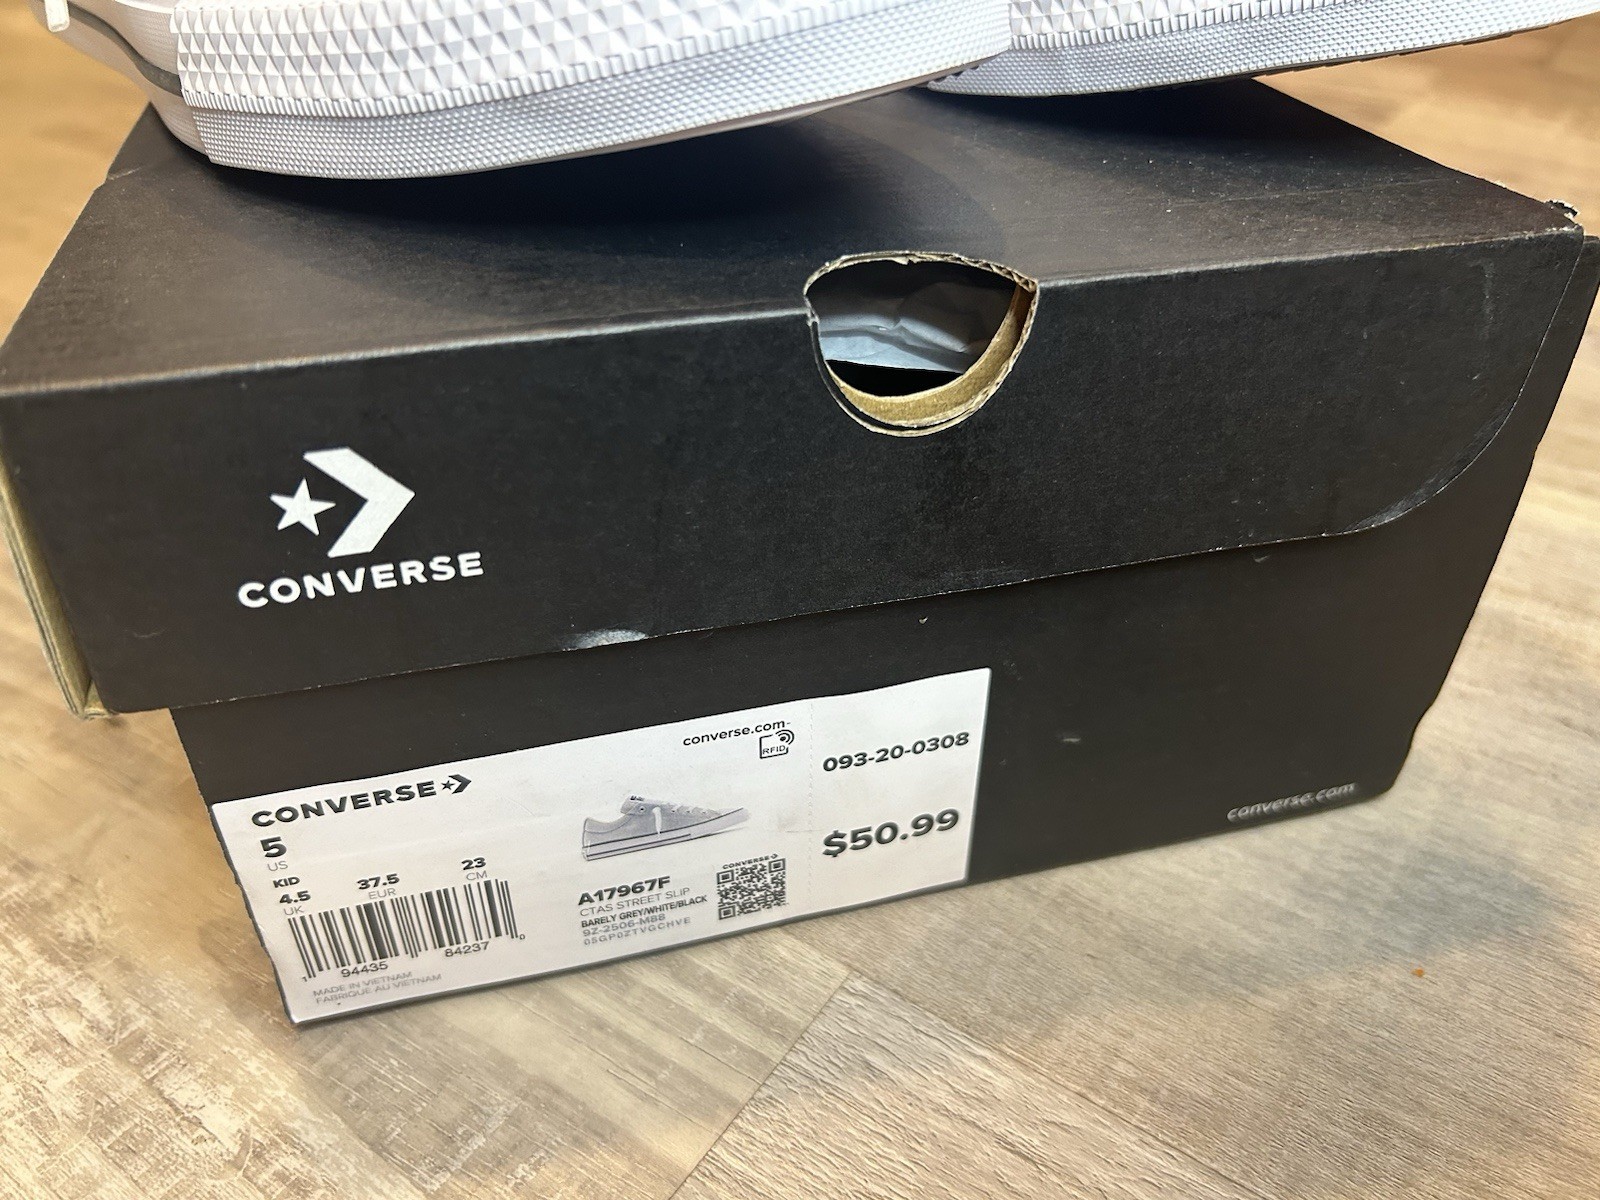 CONVERSE
converse.com
RFID
093-20-0308
$50.99
CONVERSE
5
US
KID
4.5
UK
37.5
EUR
23
CM
1 94435 84237 0
MADE IN VIETNAM
FABRIQUÉ AU VIETNAM
A17967F
CTAS STREET SLIP
BARELY GREY/WHITE/BLACK
9Z-2506-M88
CONVERSE
converse.com